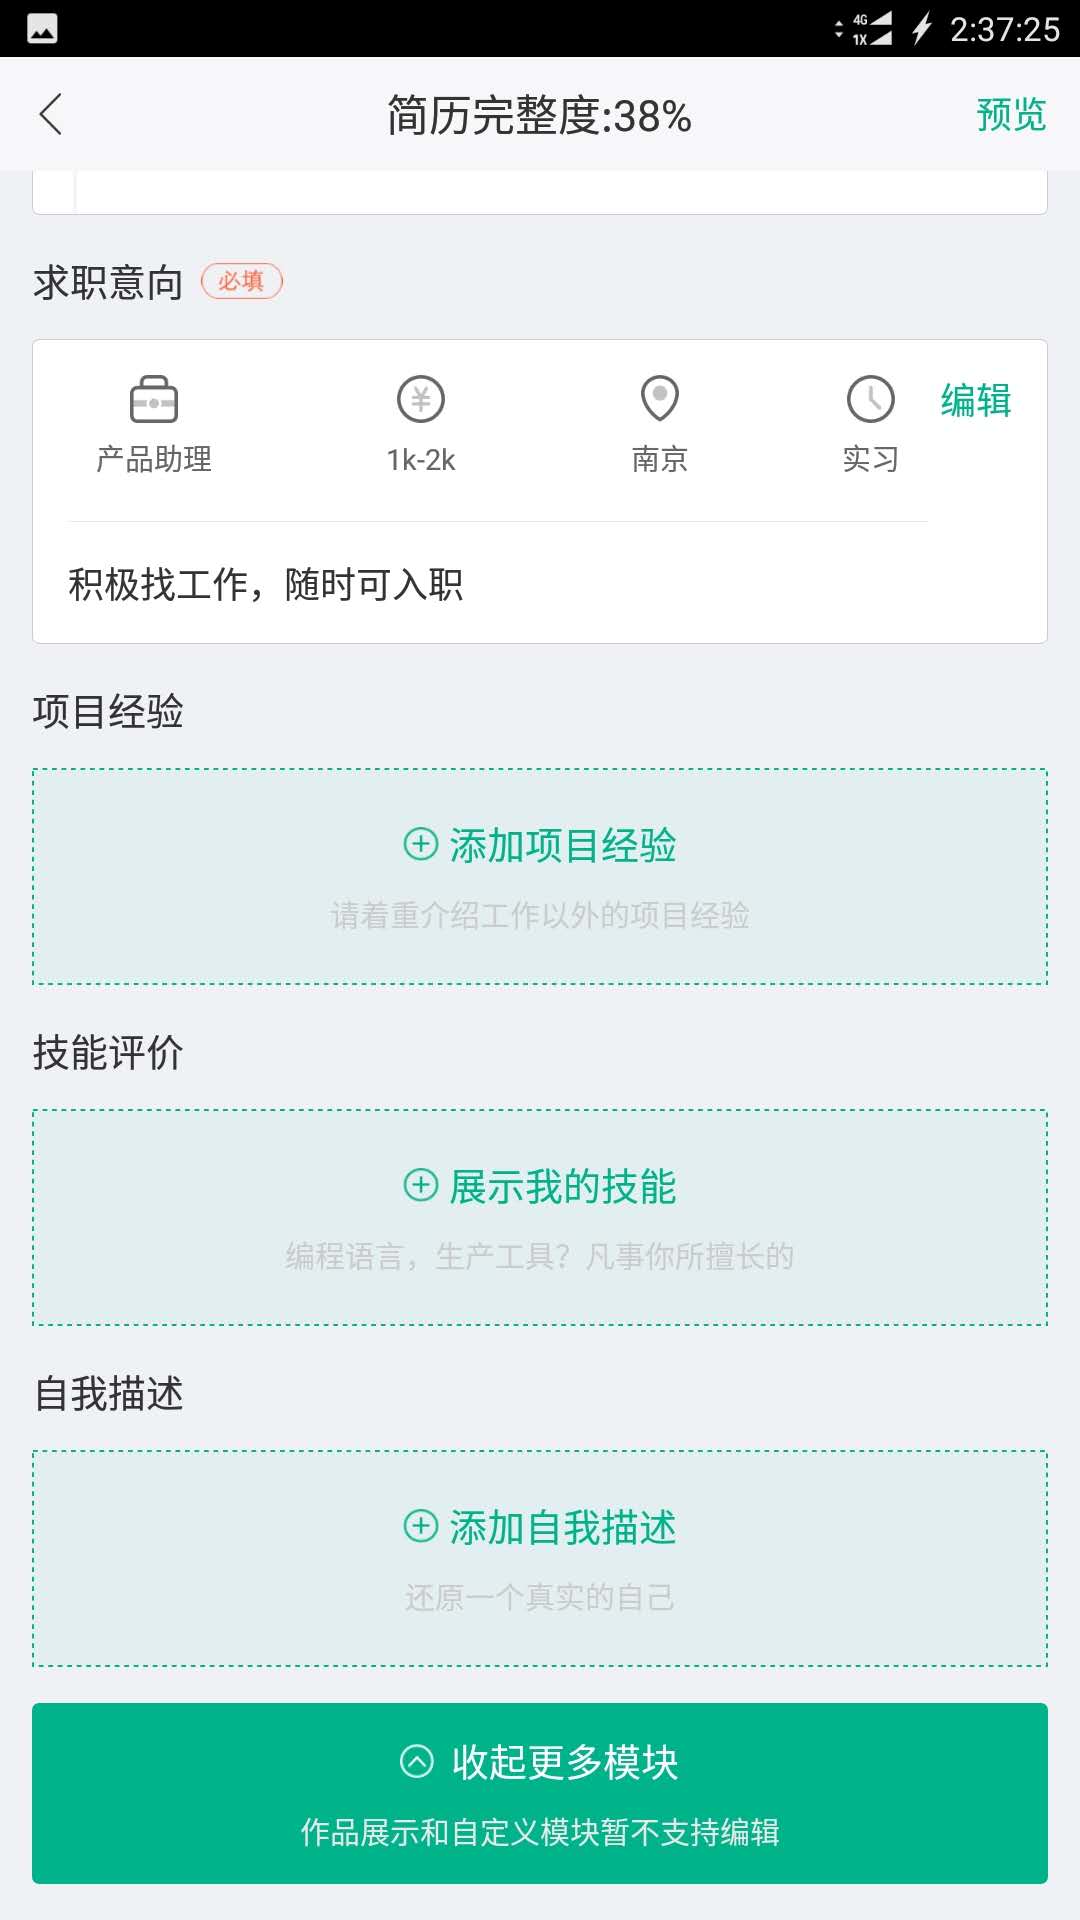 4G
1X
2:37:25
简历完整度:38%
预览
求职意向
必填
产品助理
1k-2k
南京
实习
编辑
积极找工作，随时可入职
项目经验
添加项目经验
请着重介绍工作以外的项目经验
技能评价
展示我的技能
编程语言，生产工具？凡事你所擅长的
自我描述
添加自我描述
还原一个真实的自己
收起更多模块
作品展示和自定义模块暂不支持编辑